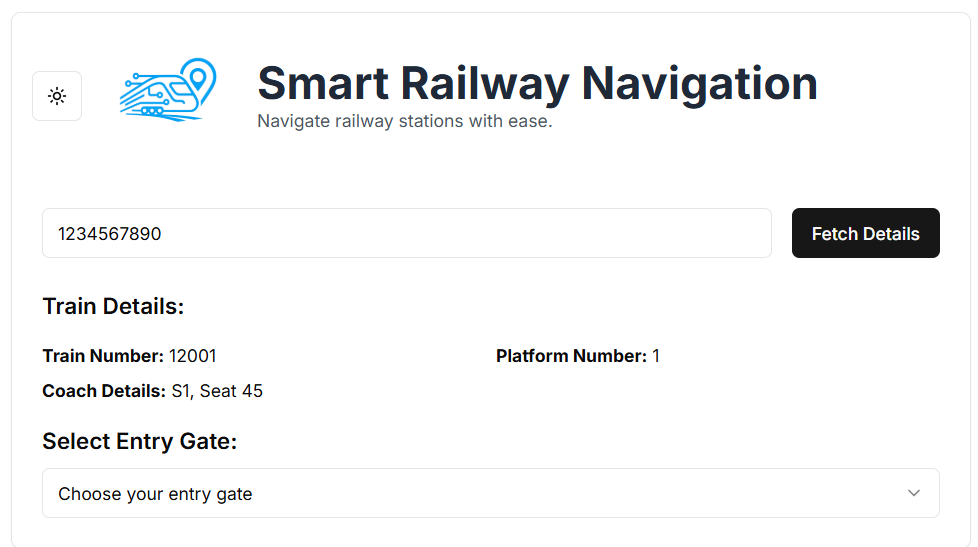 Smart Railway Navigation
Navigate railway stations with ease.
1234567890
Fetch Details
Train Details:
Train Number: 12001
Platform Number: 1
Coach Details: S1, Seat 45
Select Entry Gate:
Choose your entry gate